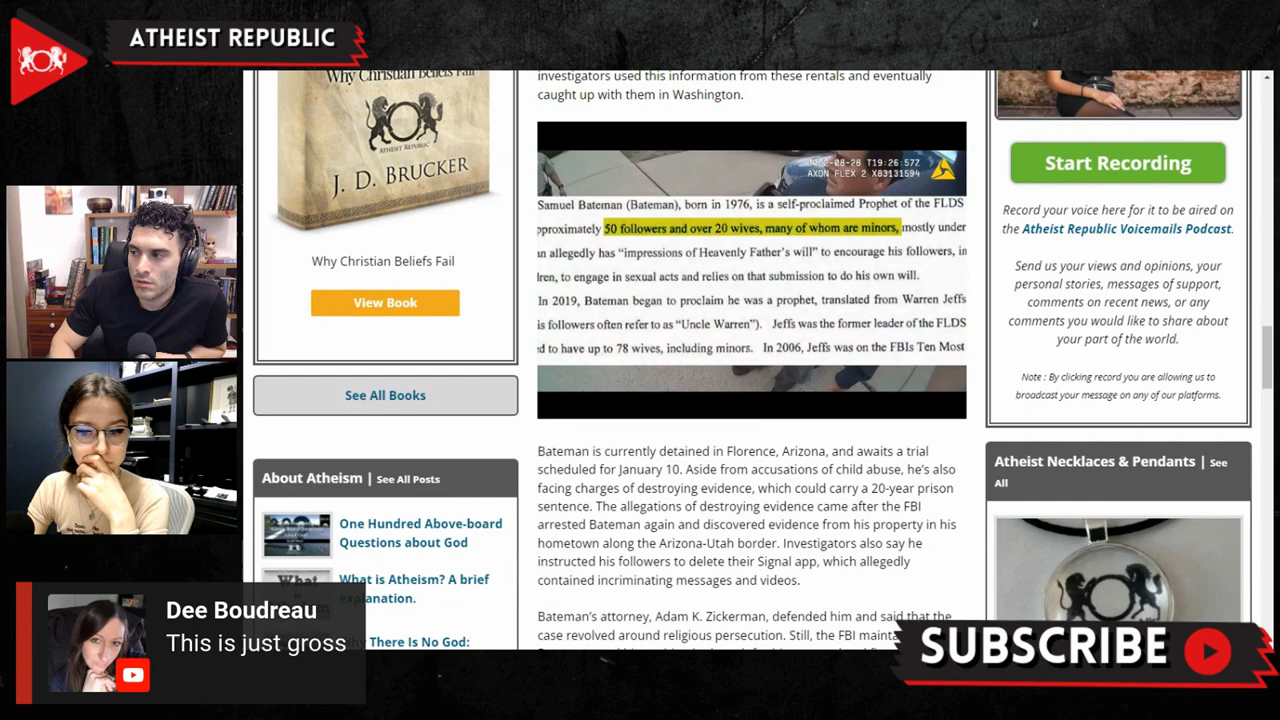 ATHEIST REPUBLIC
Why Christian Beliefs Fail
ATHEIST REPUBLIC
J. D. BRUCKER
Why Christian Beliefs Fail
View Book
See All Books
About Atheism | See All Posts
One Hundred Above-board
Questions about God
What is Atheism? A brief
explanation.
Why There Is No God:
investigators used this information from these rentals and eventually
caught up with them in Washington.
T19:26:57Z
AXON FLEX 2 X83131594
Samuel Bateman (Bateman), born in 1976, is a self-proclaimed Prophet of the FLDS
pproximately 50 followers and over 20 wives, many of whom are minors, mostly under
an allegedly has “impressions of Heavenly Father’s will” to encourage his followers, in
dren, to engage in sexual acts and relies on that submission to do his own will.
In 2019, Bateman began to proclaim he was a prophet, translated from Warren Jeffs
is followers often refer to as “Uncle Warren”). Jeffs was the former leader of the FLDS
d to have up to 78 wives, including minors. In 2006, Jeffs was on the FBIs Ten Most
Bateman is currently detained in Florence, Arizona, and awaits a trial
scheduled for January 10. Aside from accusations of child abuse, he’s also
facing charges of destroying evidence, which could carry a 20-year prison
sentence. The allegations of destroying evidence came after the FBI
arrested Bateman again and discovered evidence from his property in his
hometown along the Arizona-Utah border. Investigators also say he
instructed his followers to delete their Signal app, which allegedly
contained incriminating messages and videos.
Bateman’s attorney, Adam K. Zickerman, defended him and said that the
case revolved around religious persecution. Still, the FBI mainta
Start Recording
Record your voice here for it to be aired on
the Atheist Republic Voicemails Podcast.
Send us your views and opinions, your
personal stories, messages of support,
comments on recent news, or any
comments you would like to share about
your part of the world.
Note : By clicking record you are allowing us to
broadcast your message on any of our platforms.
Atheist Necklaces & Pendants | See
All
Dee Boudreau
This is just gross
SUBSCRIBE